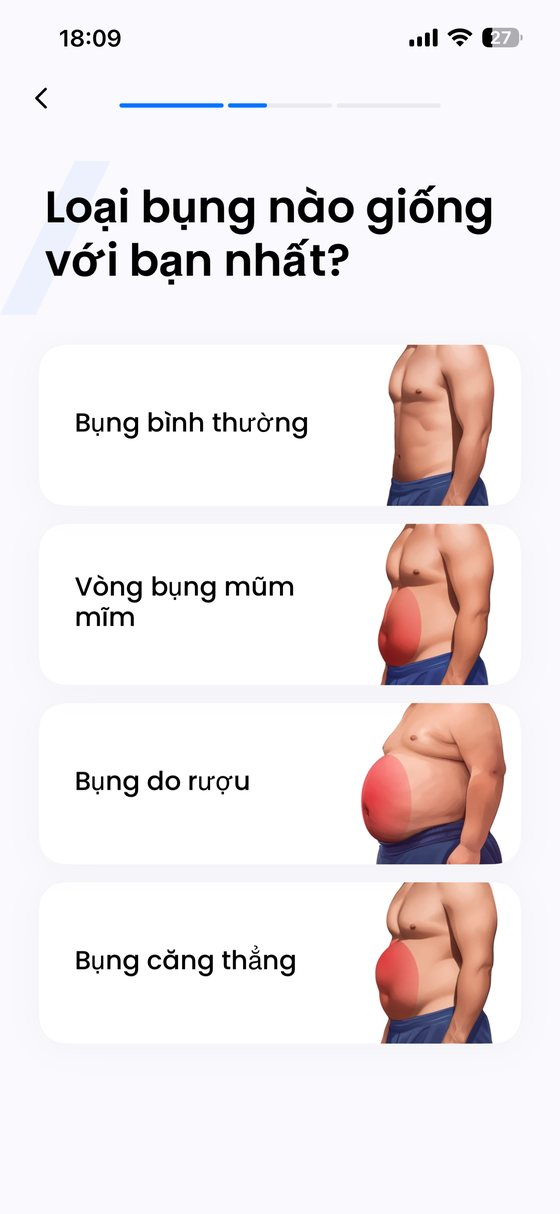 18:09
27
Loại bụng nào giống
với bạn nhất?
Bụng bình thường
Vòng bụng mũm
mĩm
Bụng do rượu
Bụng căng thẳng